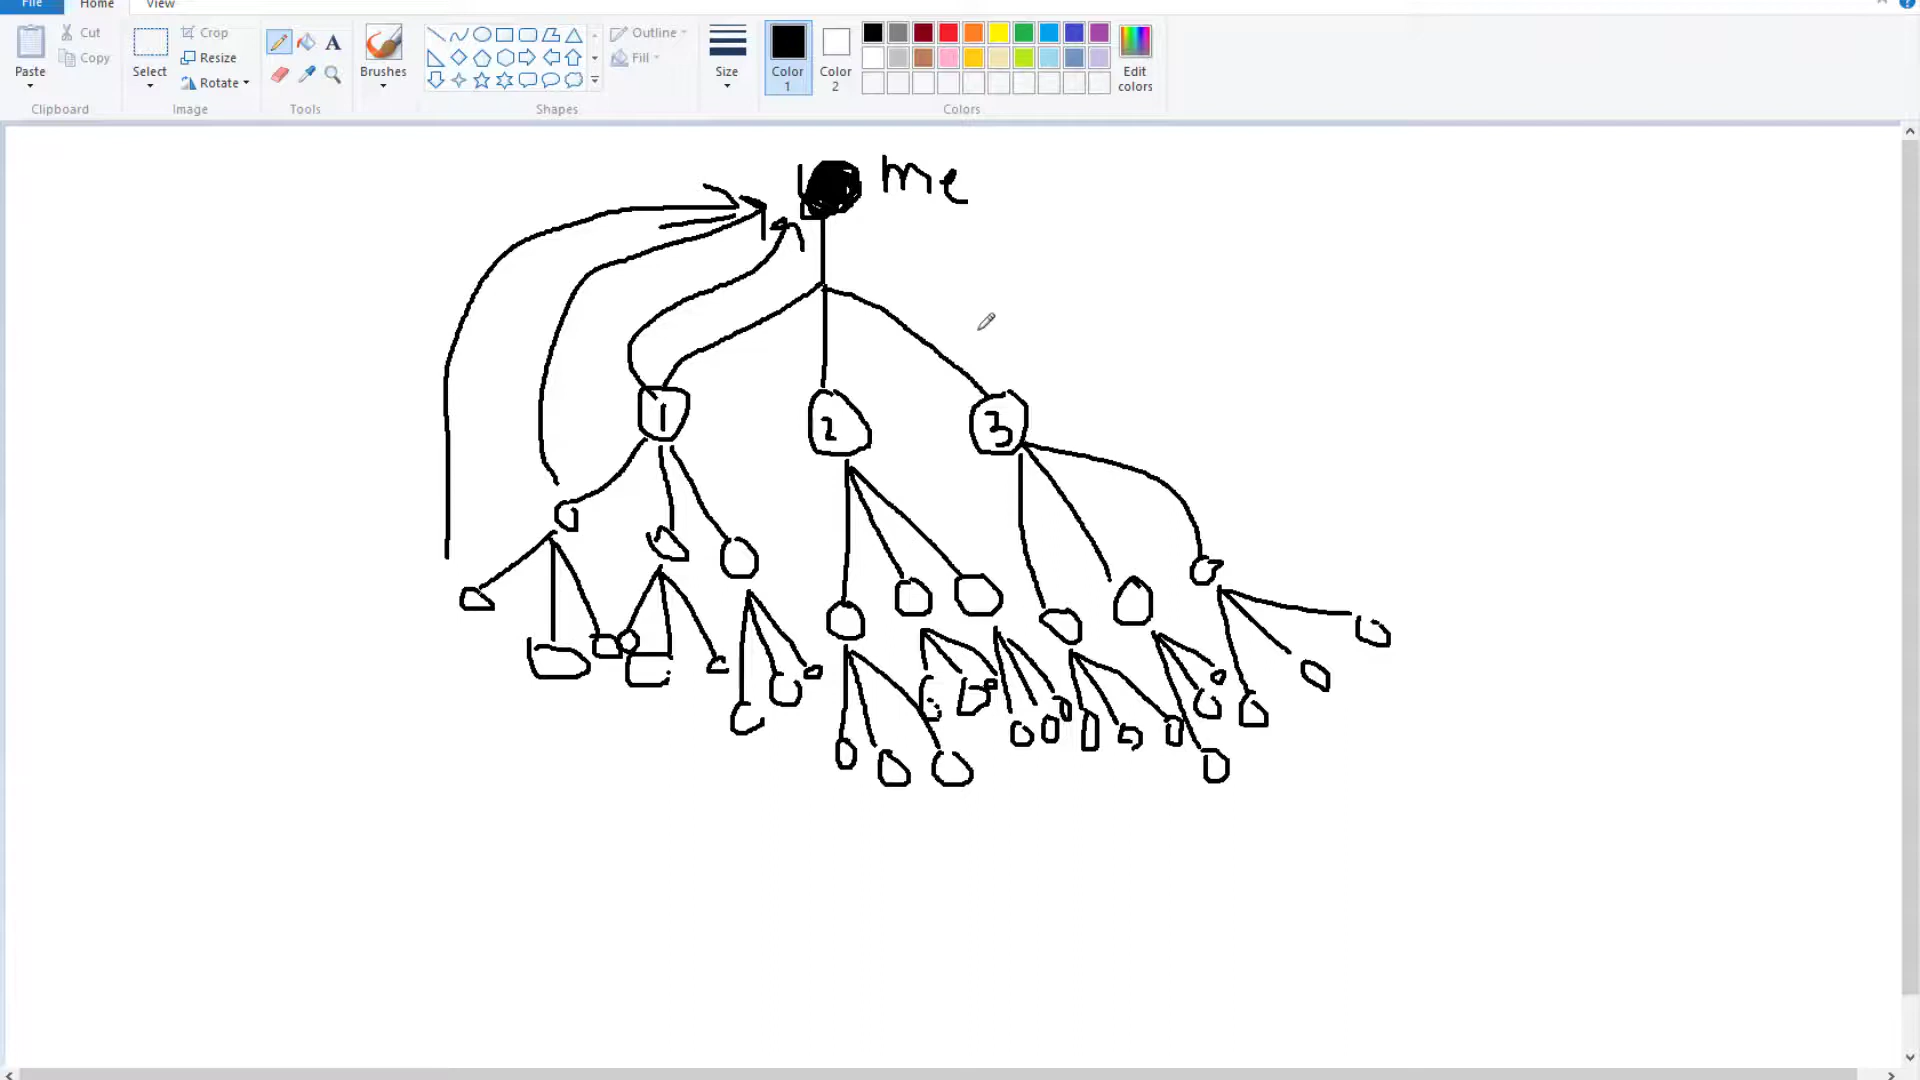 File Home View
Cut
Copy
Paste
Clipboard
Select
Crop
Resize
Rotate
Image
A
Tools
Brushes
Shapes
Outline
Fill
Size
Color 1
Color 2
Edit colors
Colors
me
1 2 3